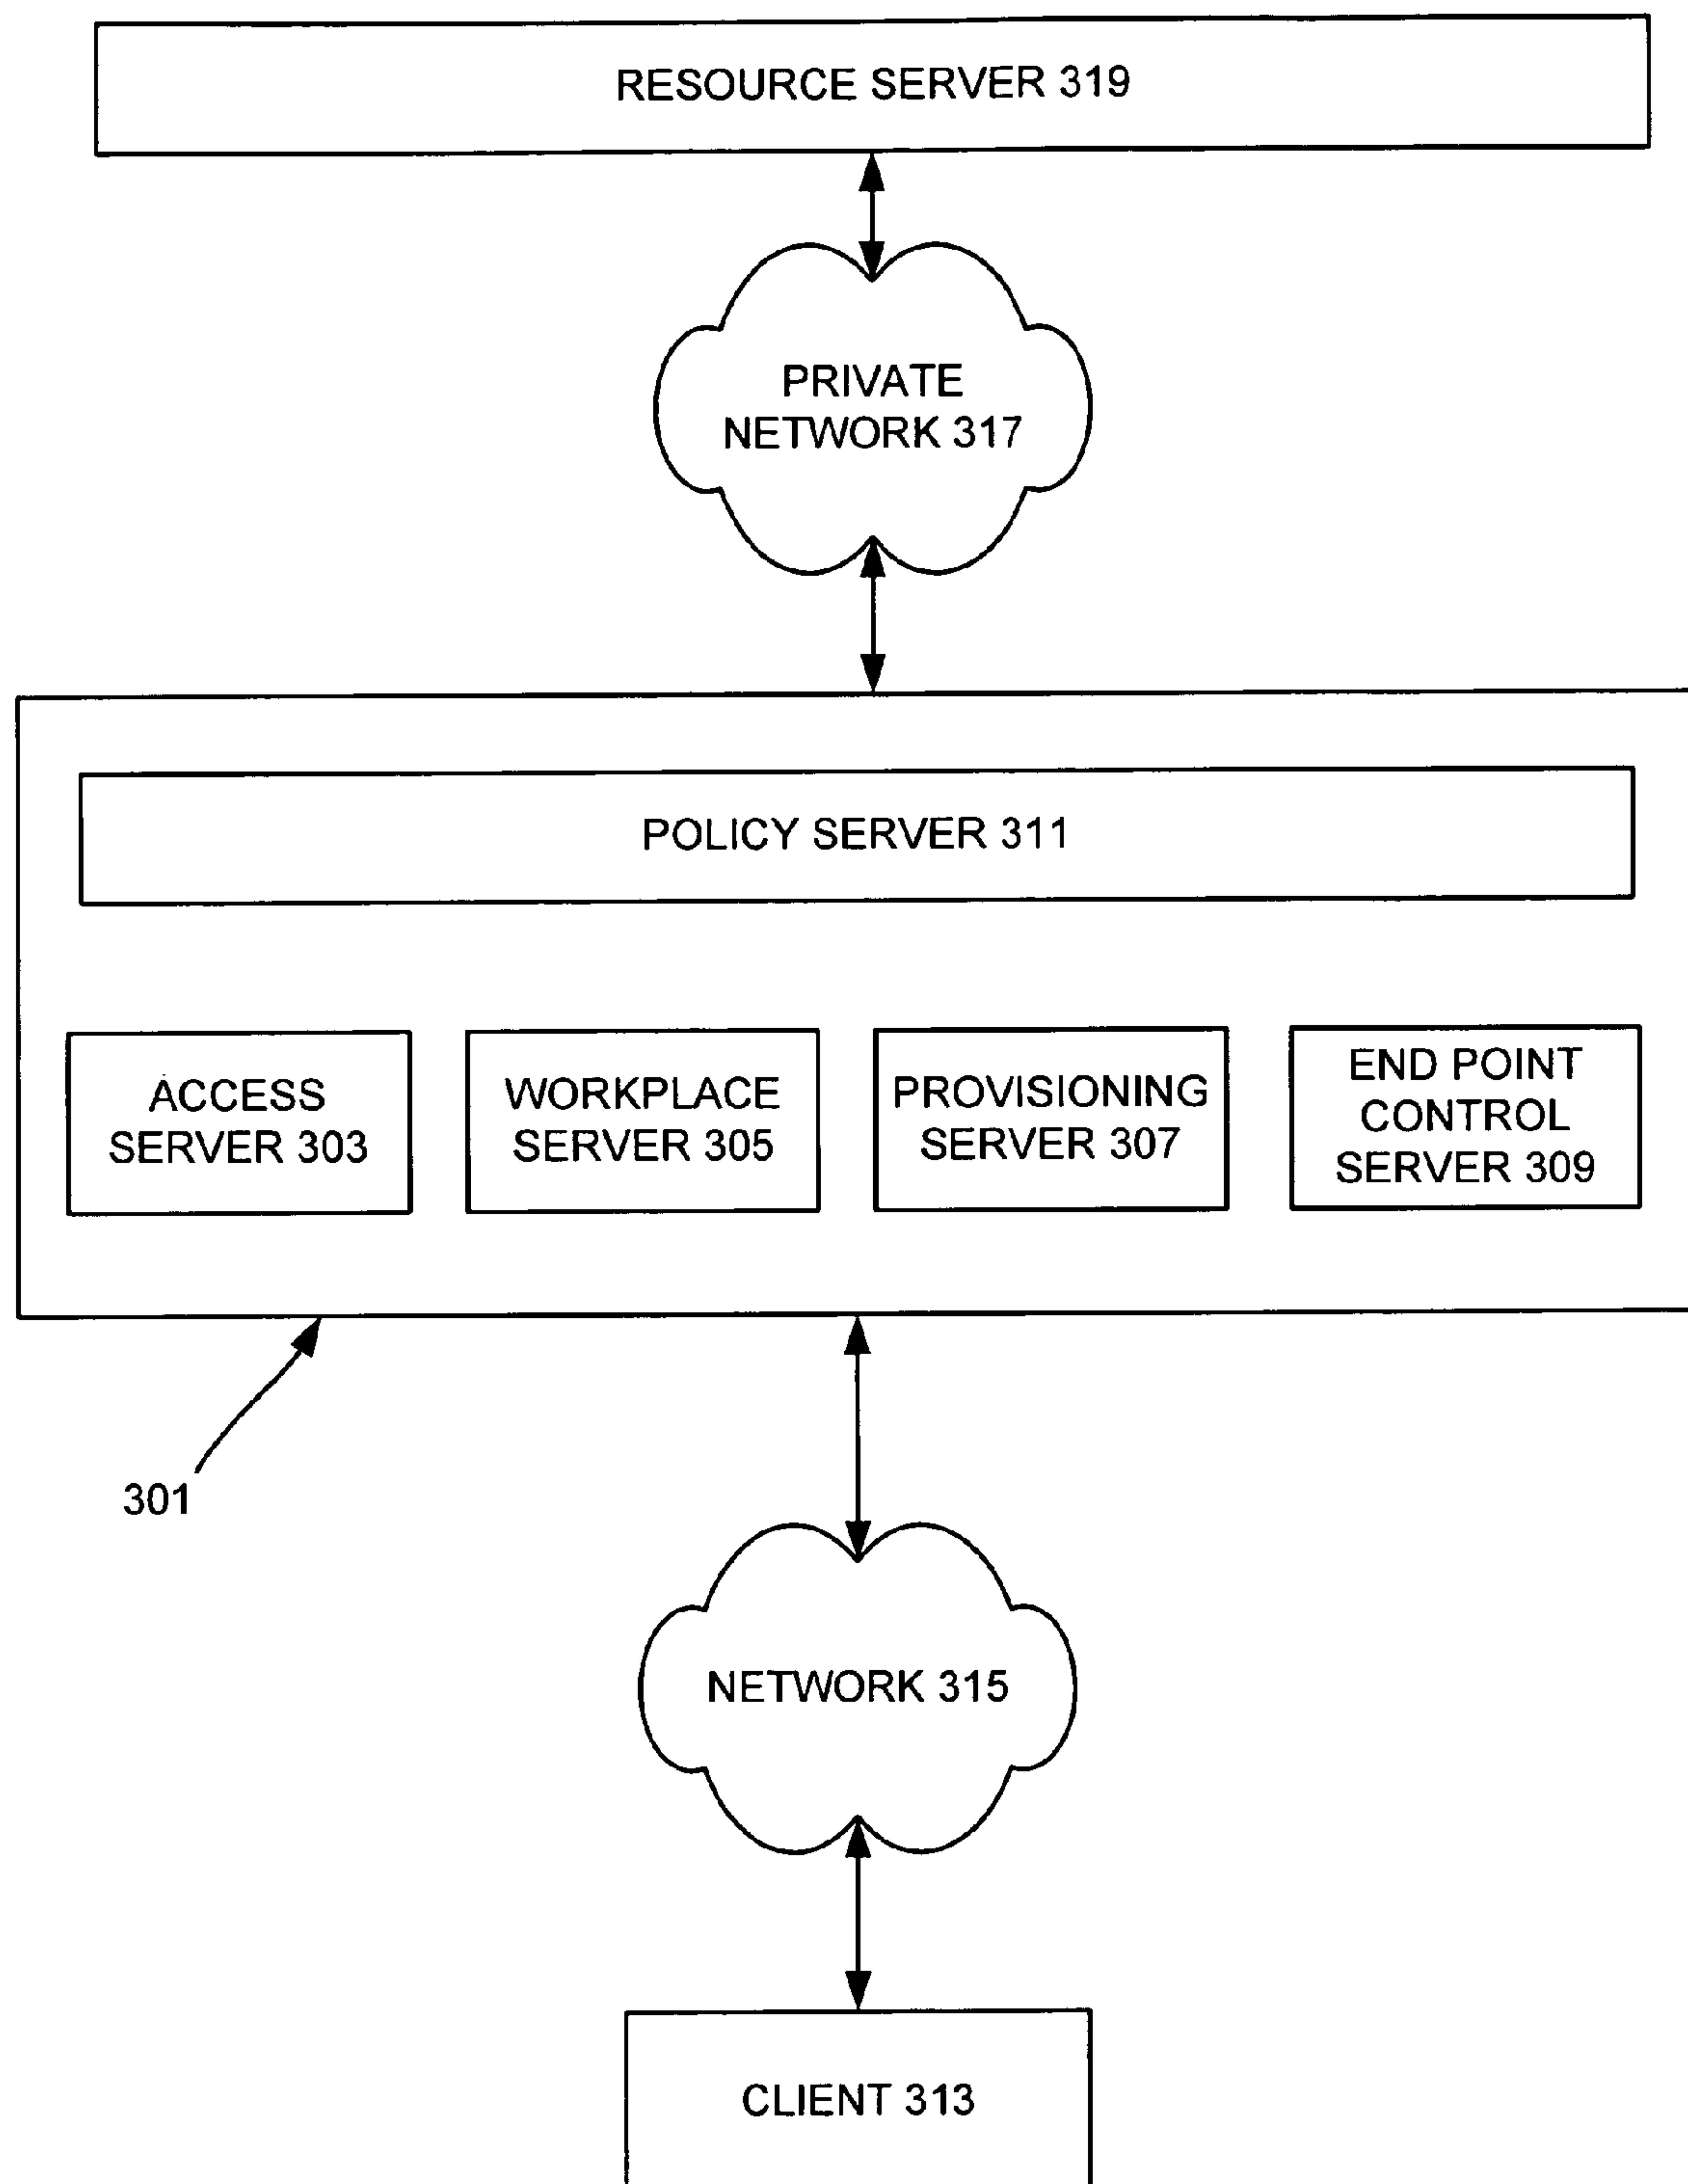 RESOURCE SERVER 319
PRIVATE
NETWORK 317
POLICY SERVER 311
ACCESS
SERVER 303
WORKPLACE
SERVER 305
PROVISIONING
SERVER 307
END POINT
CONTROL
SERVER 309
301
NETWORK 315
CLIENT 313